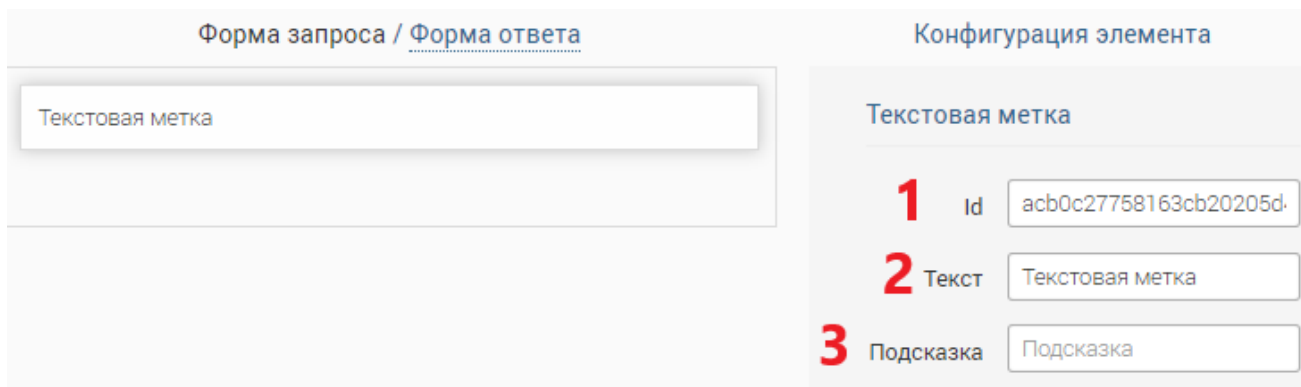 Форма запроса / Форма ответа
Текстовая метка
Конфигурация элемента
Текстовая метка
1 Id acb0c27758163cb20205d
2 Текст Текстовая метка
3 Подсказка Подсказка